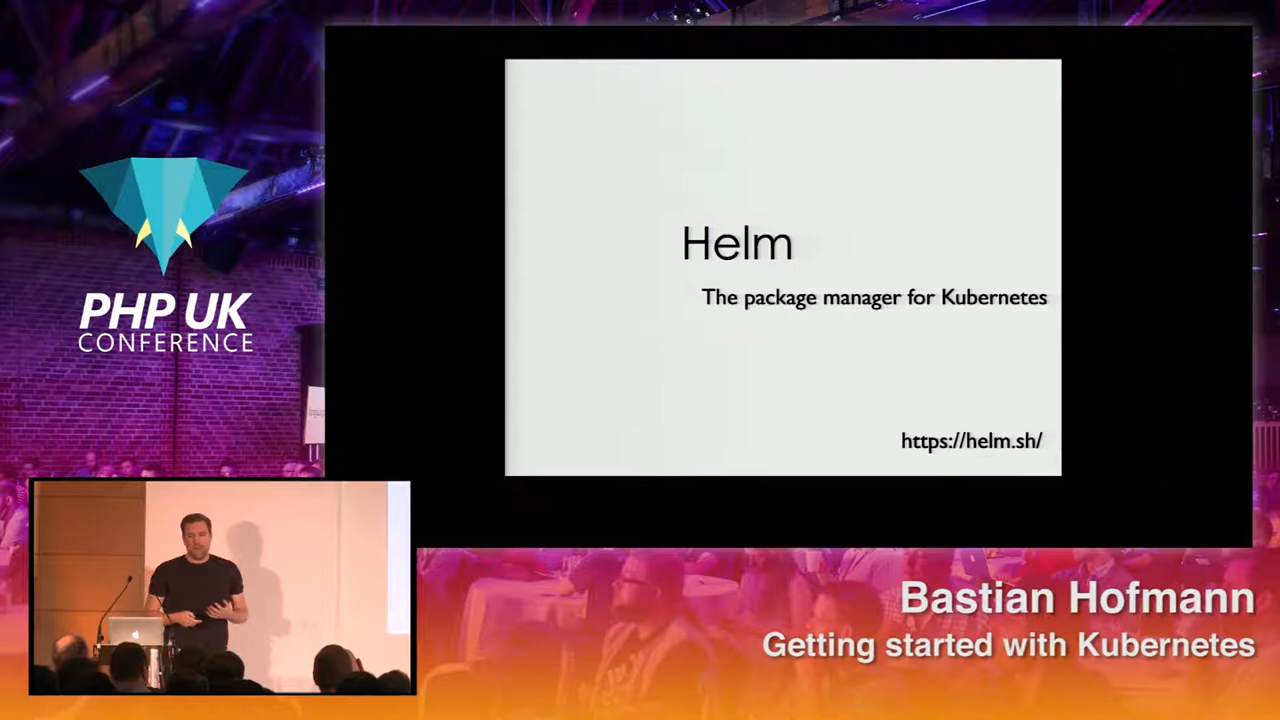 PHP UK
CONFERENCE
Helm
The package manager for Kubernetes
https://helm.sh/
Bastian Hofmann
Getting started with Kubernetes